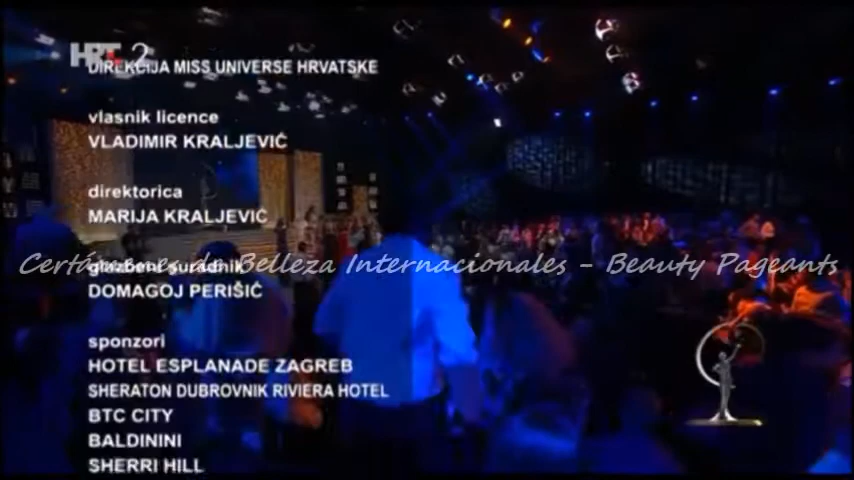 HRT 2
DIREKCIJA MISS UNIVERSE HRVATSKE
vlasnik licence
VLADIMIR KRALJEVIĆ
direktorica
MARIJA KRALJEVIĆ
glazbeni suradnik
Certámenes de Belleza Internacionales - Beauty Pageants
DOMAGOJ PERIŠIĆ
sponzori
HOTEL ESPLANADE ZAGREB
SHERATON DUBROVNIK RIVIERA HOTEL
BTC CITY
BALDININI
SHERRI HILL